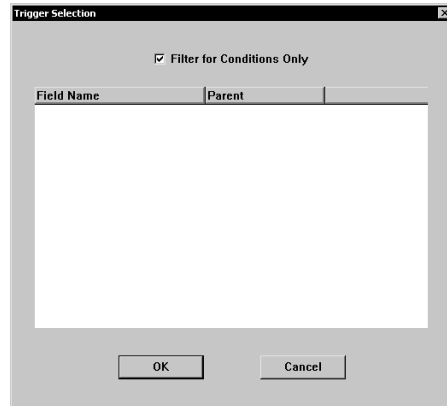 Trigger Selection
Filter for Conditions Only
Field Name Parent
OK Cancel